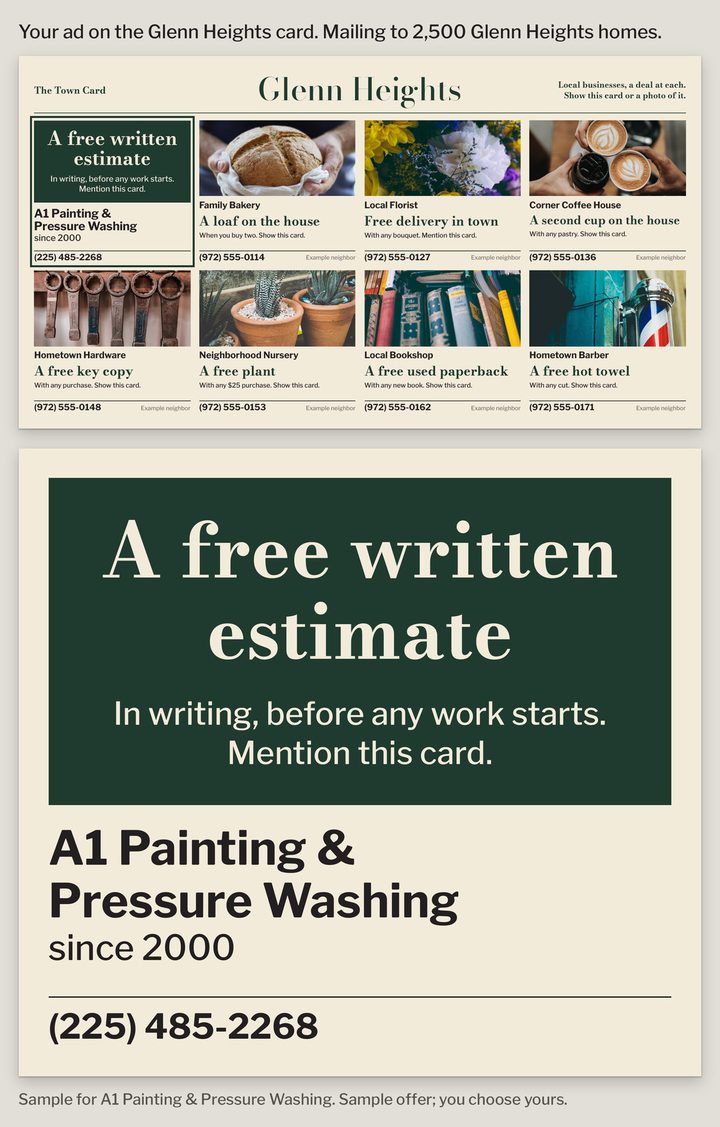 Your ad on the Glenn Heights card. Mailing to 2,500 Glenn Heights homes.
The Town Card
Glenn Heights
Local businesses, a deal at each.
Show this card or a photo of it.
A free written
estimate
In writing, before any work starts.
Mention this card.
A1 Painting &
Pressure Washing
since 2000
(225) 485-2268
Family Bakery
A loaf on the house
When you buy two. Show this card.
(972) 555-0114
Example neighbor
Local Florist
Free delivery in town
With any bouquet. Mention this card.
(972) 555-0127
Example neighbor
Corner Coffee House
A second cup on the house
With any pastry. Show this card.
(972) 555-0136
Example neighbor
Hometown Hardware
A free key copy
With any purchase. Show this card.
(972) 555-0148
Example neighbor
Neighborhood Nursery
A free plant
With any $25 purchase. Show this card.
(972) 555-0153
Example neighbor
Local Bookshop
A free used paperback
With any new book. Show this card.
(972) 555-0162
Example neighbor
Hometown Barber
A free hot towel
With any cut. Show this card.
(972) 555-0171
Example neighbor
A free written
estimate
In writing, before any work starts.
Mention this card.
A1 Painting &
Pressure Washing
since 2000
(225) 485-2268
Sample for A1 Painting & Pressure Washing. Sample offer; you choose yours.